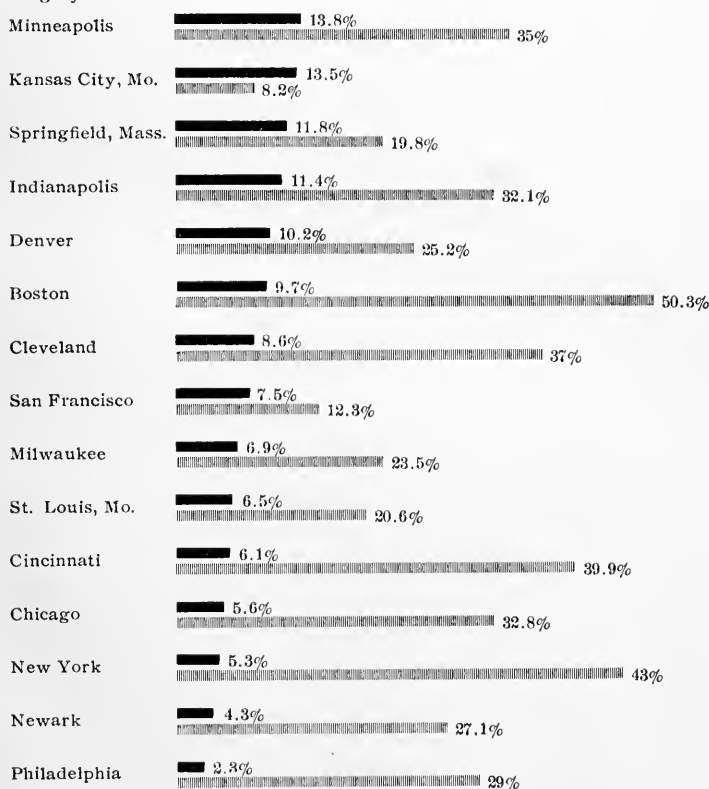 Minneapolis 13.8%
35%
Kansas City, Mo. 13.5%
8.2%
Springfield, Mass. 11.8%
19.8%
Indianapolis 11.4%
32.1%
Denver 10.2%
25.2%
Boston 9.7%
50.3%
Cleveland 8.6%
37%
San Francisco 7.5%
12.3%
Milwaukee 6.9%
23.5%
St. Louis, Mo. 6.5%
20.6%
Cincinnati 6.1%
39.9%
Chicago 5.6%
32.8%
New York 5.3%
43%
Newark 4.3%
27.1%
Philadelphia 2.3%
29%